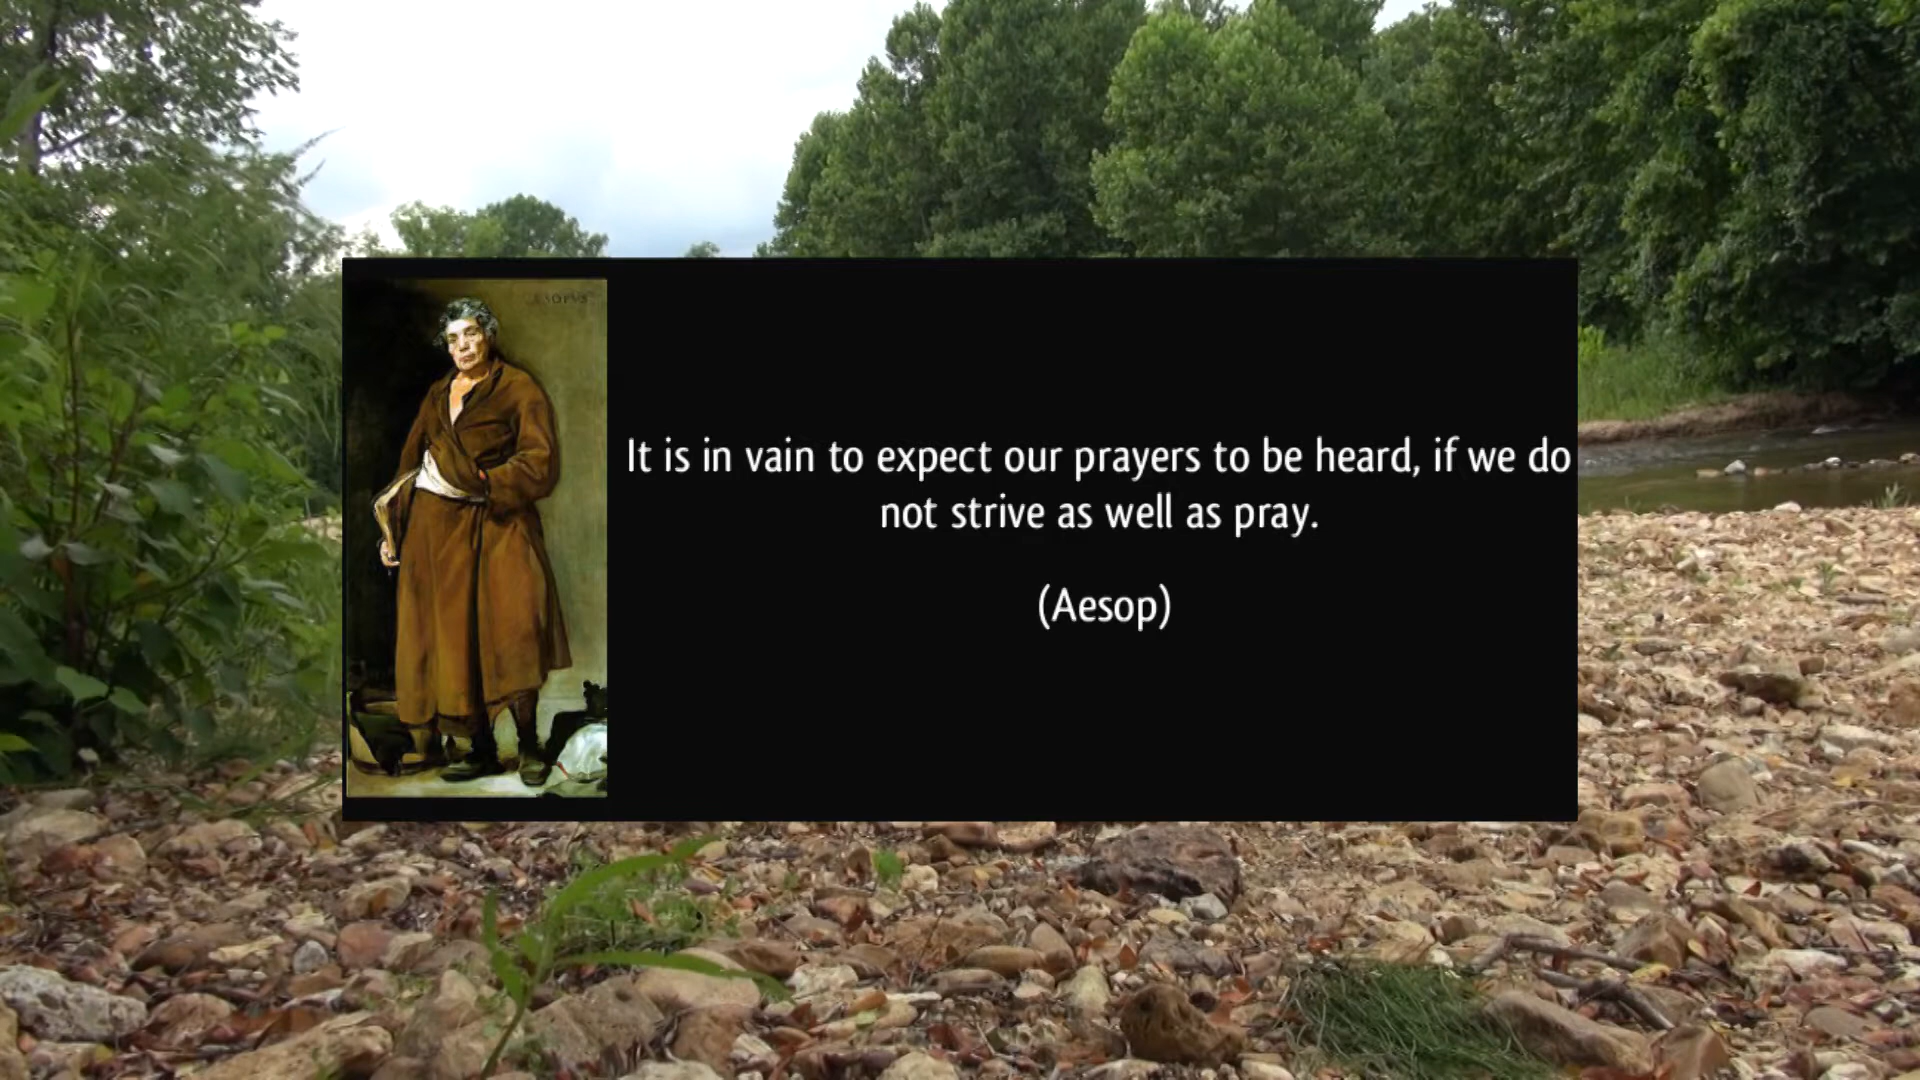 It is in vain to expect our prayers to be heard, if we do
not strive as well as pray.
(Aesop)